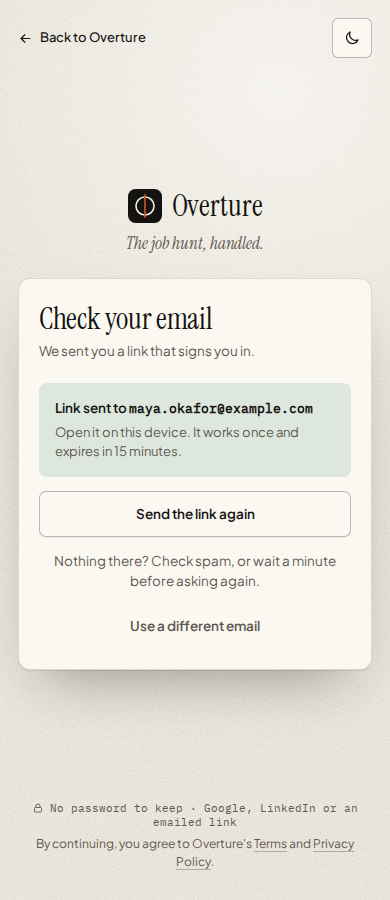 ← Back to Overture
Overture
The job hunt, handled.
Check your email
We sent you a link that signs you in.
Link sent to maya.okafor@example.com
Open it on this device. It works once and
expires in 15 minutes.
Send the link again
Nothing there? Check spam, or wait a minute
before asking again.
Use a different email
No password to keep · Google, LinkedIn or an
emailed link
By continuing, you agree to Overture's Terms and Privacy
Policy.